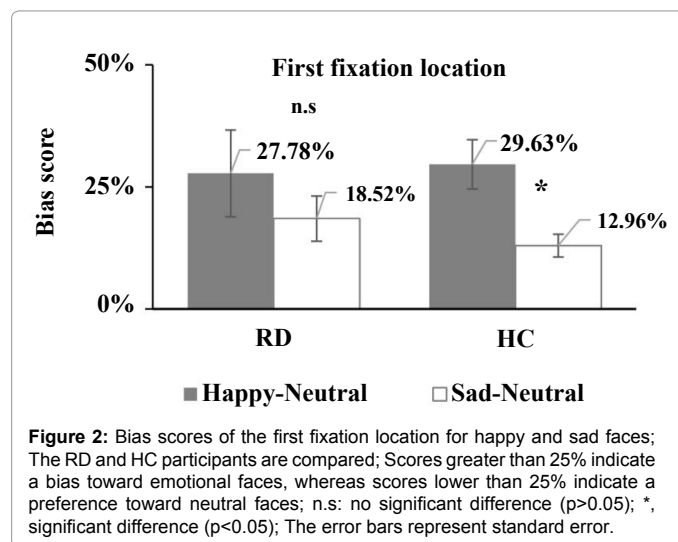 50%
First fixation location
n.s
27.78%
29.63%
*
Bias score
25%
18.52%
12.96%
0%
RD
HC
Happy-Neutral
Sad-Neutral
Figure 2: Bias scores of the first fixation location for happy and sad faces;
The RD and HC participants are compared; Scores greater than 25% indicate
a bias toward emotional faces, whereas scores lower than 25% indicate a
preference toward neutral faces; n.s: no significant difference (p>0.05); *,
significant difference (p<0.05); The error bars represent standard error.